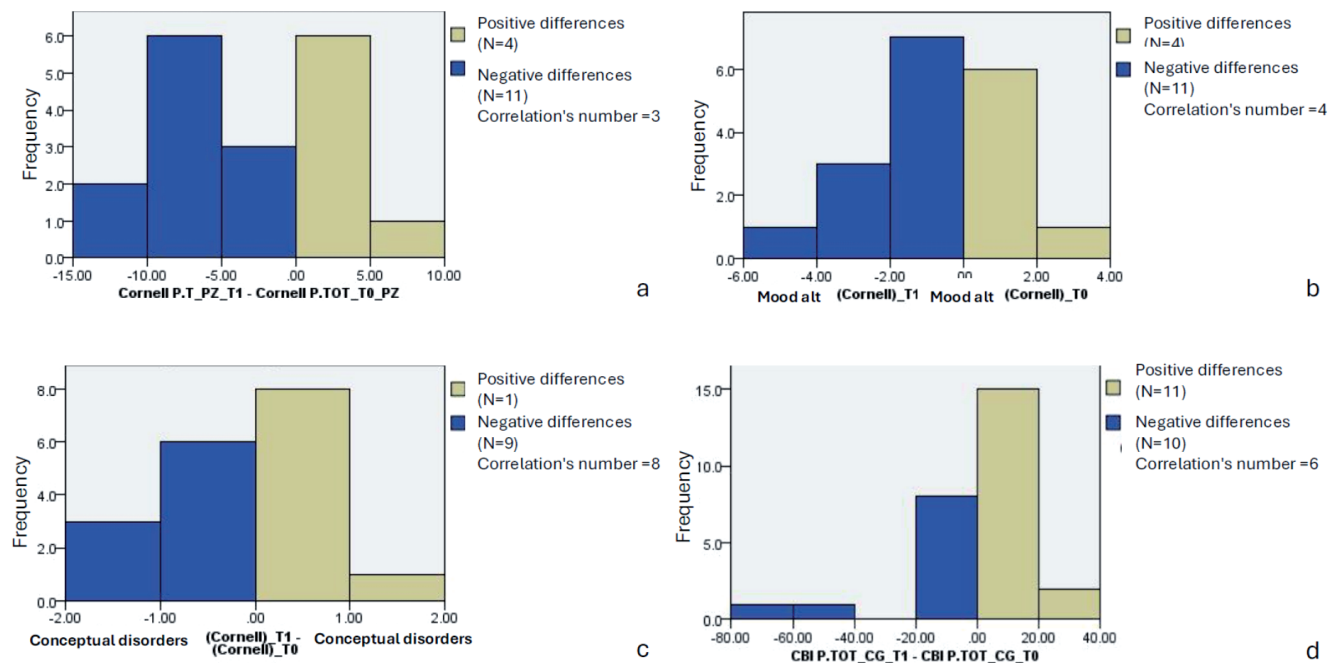 Positive differences
(N=4)
Negative differences
(N=11)
Correlation's number =3
Frequency
6.0
5.0
4.0
3.0
2.0
1.0
0.0
-15.00 -10.00 -5.00 .00 5.00 10.00
Cornell P.T_PZ_T1 - Cornell P.TOT_T0_PZ
a
Positive differences
(N=4)
Negative differences
(N=11)
Correlation's number =4
Frequency
6.0
4.0
2.0
0.0
-6.00 -4.00 -2.00 .00 2.00 4.00
Mood alt (Cornell)_T1 Mood alt (Cornell)_T0
b
Positive differences
(N=1)
Negative differences
(N=9)
Correlation's number =8
Frequency
8.0
6.0
4.0
2.0
0.0
-2.00 -1.00 .00 1.00 2.00
Conceptual disorders (Cornell)_T1 - Conceptual disorders
(Cornell)_T0
c
Positive differences
(N=11)
Negative differences
(N=10)
Correlation's number =6
Frequency
15.0
10.0
5.0
0.0
-80.00 -60.00 -40.00 -20.00 .00 20.00 40.00
CBI P.TOT_CG_T1 - CBI P.TOT_CG_T0
d